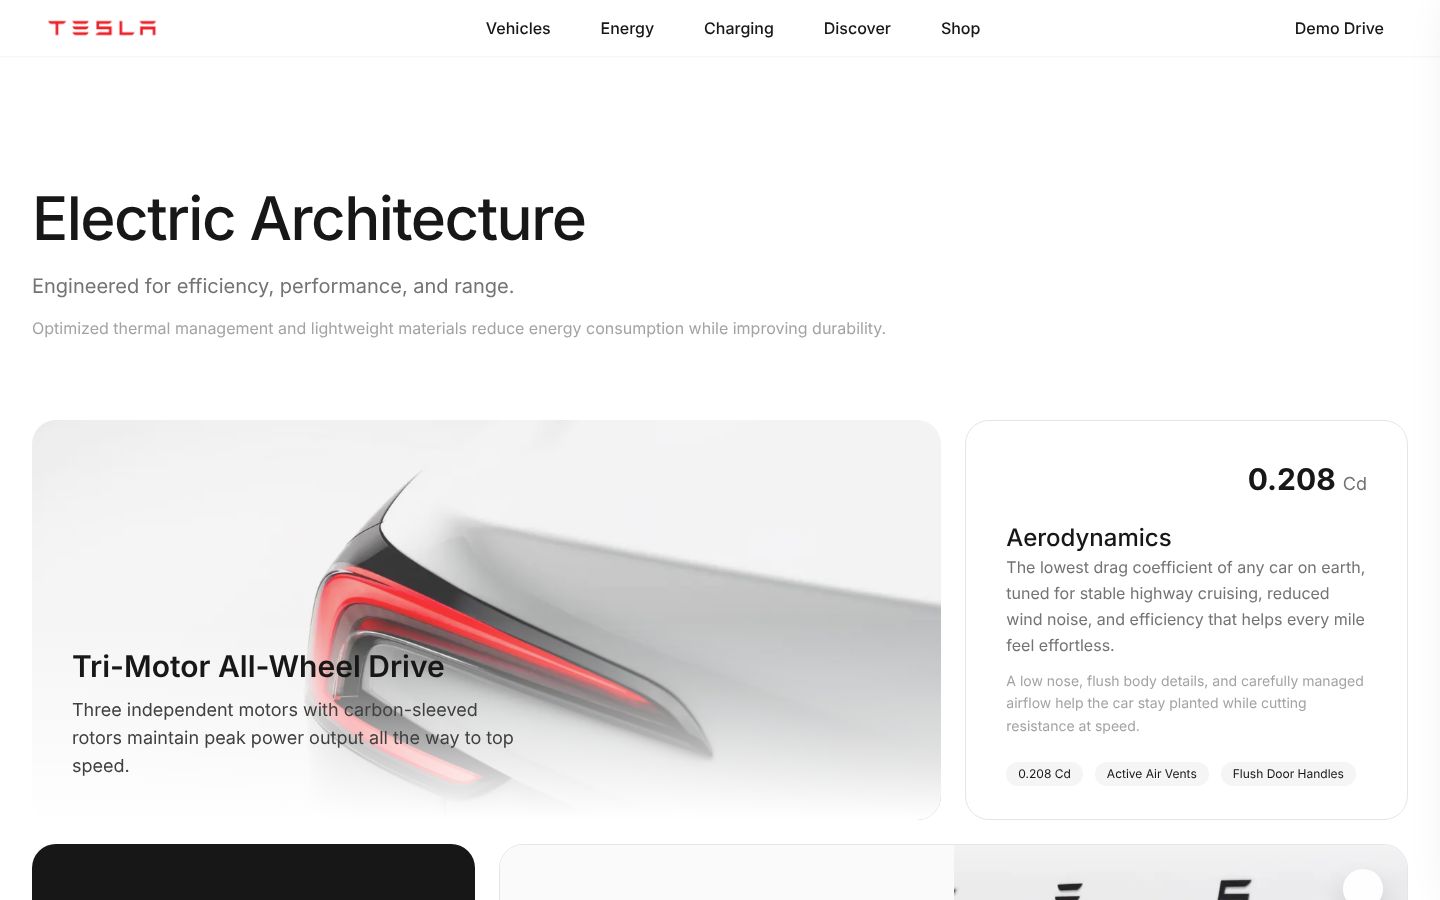 TESLA
Vehicles
Energy
Charging
Discover
Shop
Demo Drive
Electric Architecture
Engineered for efficiency, performance, and range.
Optimized thermal management and lightweight materials reduce energy consumption while improving durability.
Tri-Motor All-Wheel Drive
Three independent motors with carbon-sleeved
rotors maintain peak power output all the way to top
speed.
0.208 Cd
Aerodynamics
The lowest drag coefficient of any car on earth,
tuned for stable highway cruising, reduced
wind noise, and efficiency that helps every mile
feel effortless.
A low nose, flush body details, and carefully managed
airflow help the car stay planted while cutting
resistance at speed.
0.208 Cd
Active Air Vents
Flush Door Handles